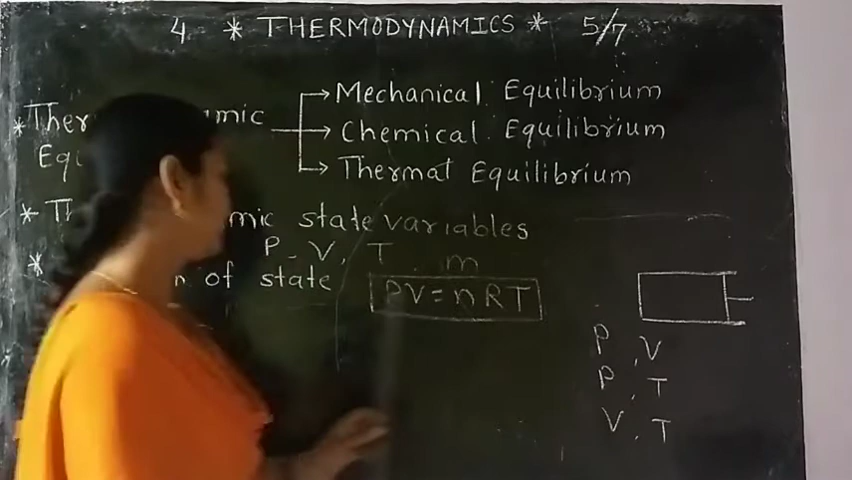 4. * THERMODYNAMICS * 5/7
→ Mechanical Equilibrium
* Ther mic → Chemical Equilibrium
Equ → Thermal Equilibrium
* Th mic state variables
P, V, T
* n of state PV = nRT
m
P, V
P, T
V, T